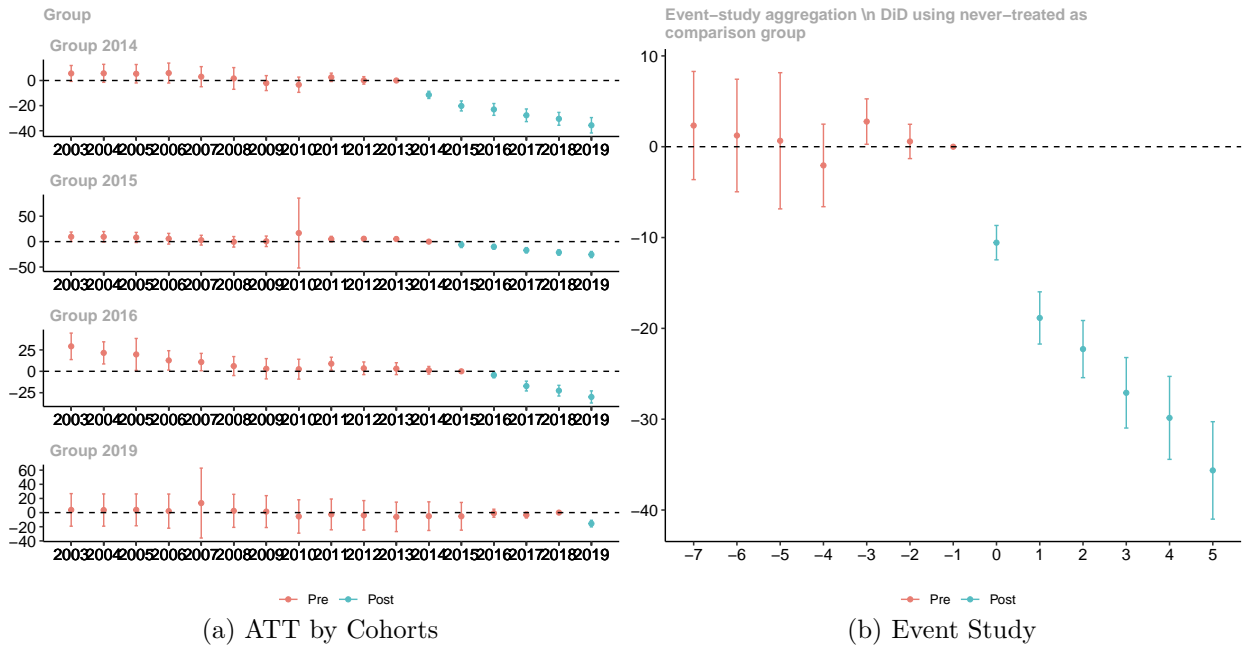 Group
Group 2014
0
−20
−40
2003 2004 2005 2006 2007 2008 2009 2010 2011 2012 2013 2014 2015 2016 2017 2018 2019
Group 2015
50
0
−50
2003 2004 2005 2006 2007 2008 2009 2010 2011 2012 2013 2014 2015 2016 2017 2018 2019
Group 2016
25
0
−25
2003 2004 2005 2006 2007 2008 2009 2010 2011 2012 2013 2014 2015 2016 2017 2018 2019
Group 2019
60
40
20
0
−20
−40
2003 2004 2005 2006 2007 2008 2009 2010 2011 2012 2013 2014 2015 2016 2017 2018 2019
Pre Post
(a) ATT by Cohorts
Event−study aggregation \n DiD using never−treated as
comparison group
10
0
−10
−20
−30
−40
−7 −6 −5 −4 −3 −2 −1 0 1 2 3 4 5
Pre Post
(b) Event Study